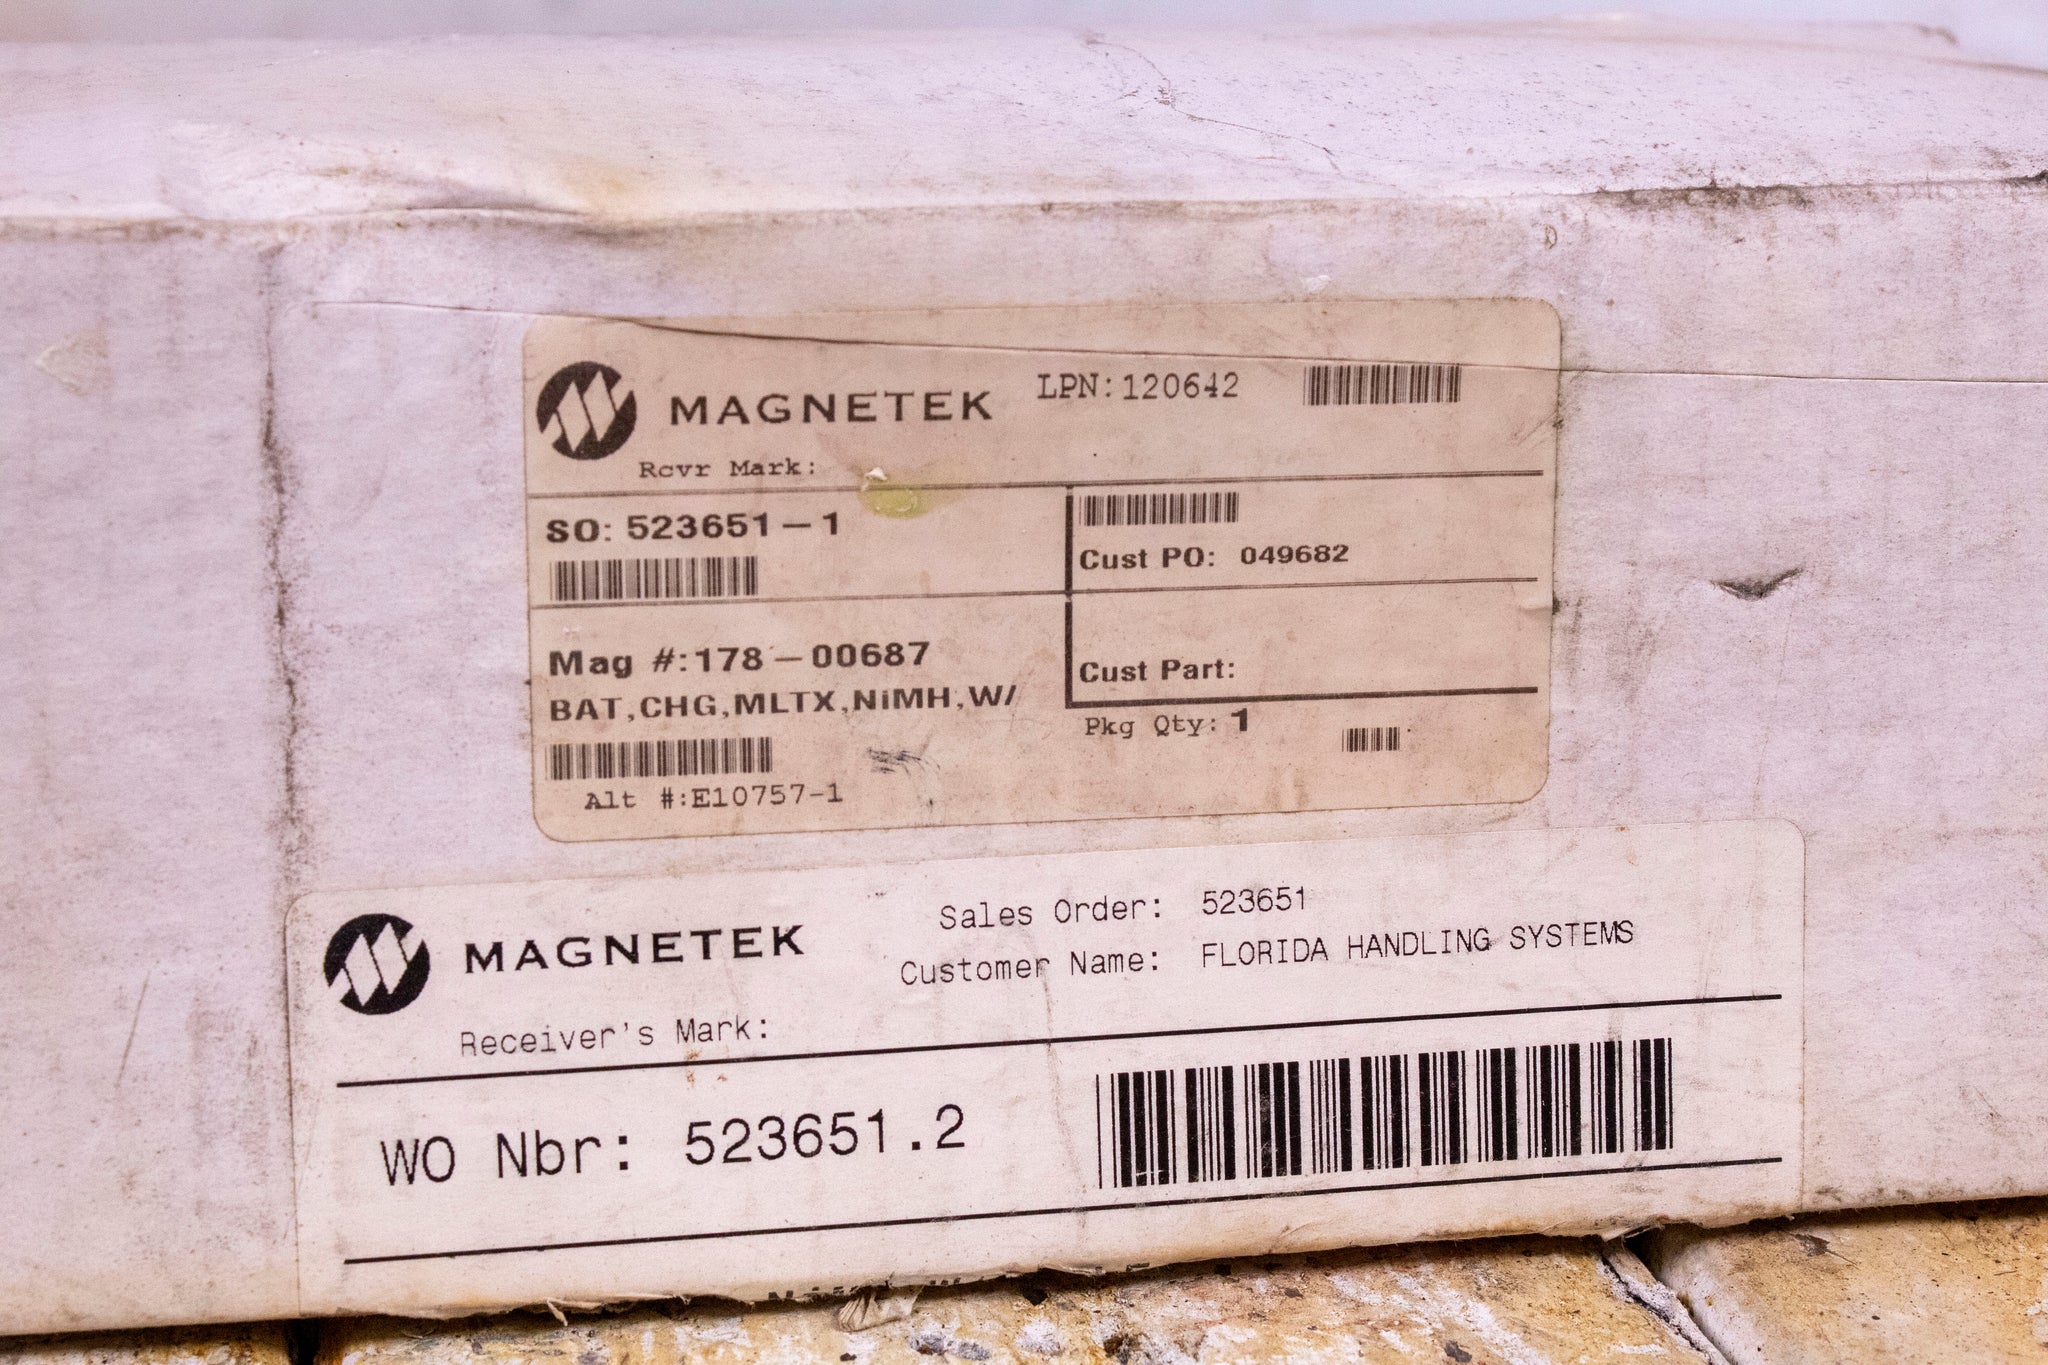 MAGNETEK LPN:120642
Rcvr Mark:
SO: 523651-1
Cust PO: 049682
Mag #:178-00687
BAT,CHG,MLTX,NiMH,W/
Cust Part:
Pkg Qty: 1
Alt #:E10757-1
MAGNETEK
Sales Order: 523651
Customer Name: FLORIDA HANDLING SYSTEMS
Receiver's Mark:
WO Nbr: 523651.2